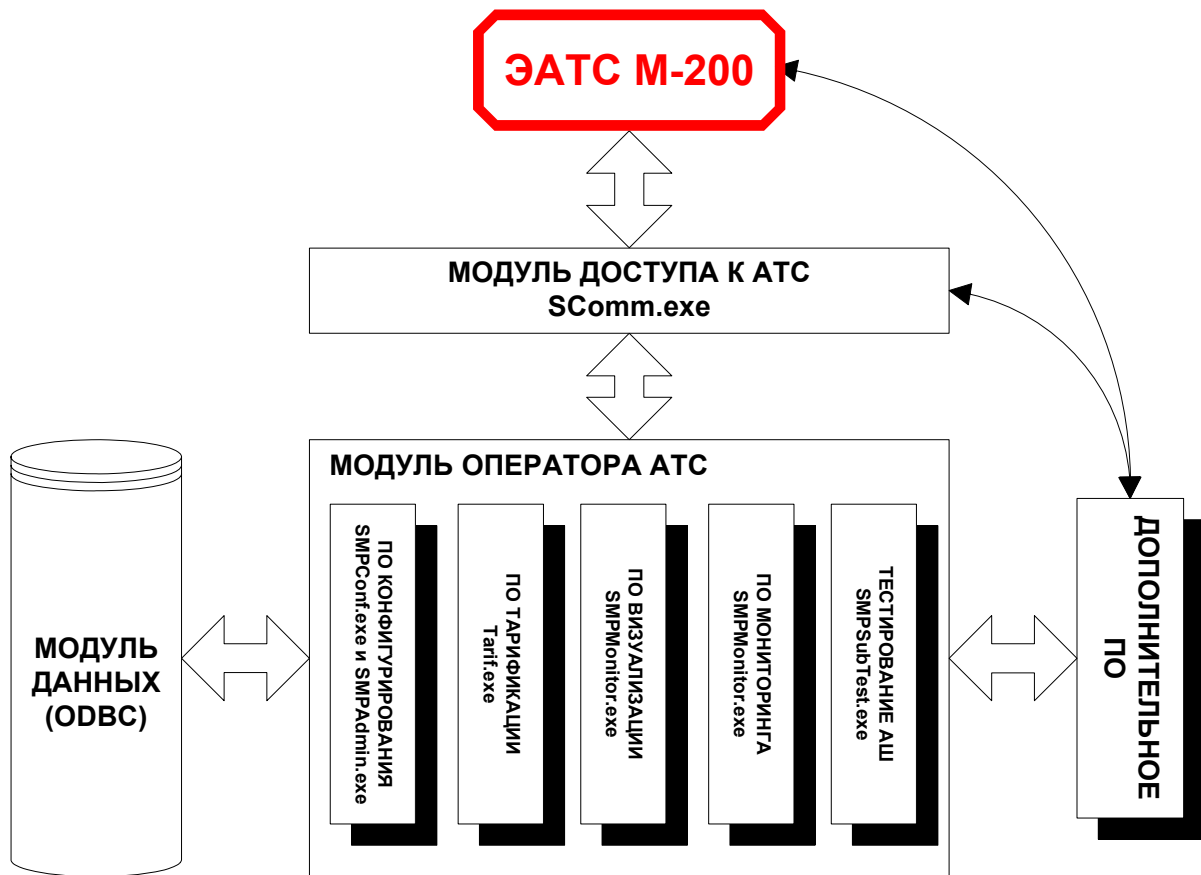 ЭАТС М-200
МОДУЛЬ ДОСТУПА К АТС
SComm.exe
МОДУЛЬ ОПЕРАТОРА АТС
МОДУЛЬ
ДАННЫХ
(ODBC)
ПО КОНФИГУРИРОВАНИЯ
SMPConf.exe и SMPAdmin.exe
ПО ТАРИФИКАЦИИ
Tarif.exe
ПО ВИЗУАЛИЗАЦИИ
SMPMonitor.exe
ПО МОНИТОРИНГА
SMPMonitor.exe
ТЕСТИРОВАНИЕ АШ
SMPSubTest.exe
ДОПОЛНИТЕЛЬНОЕ
ПО